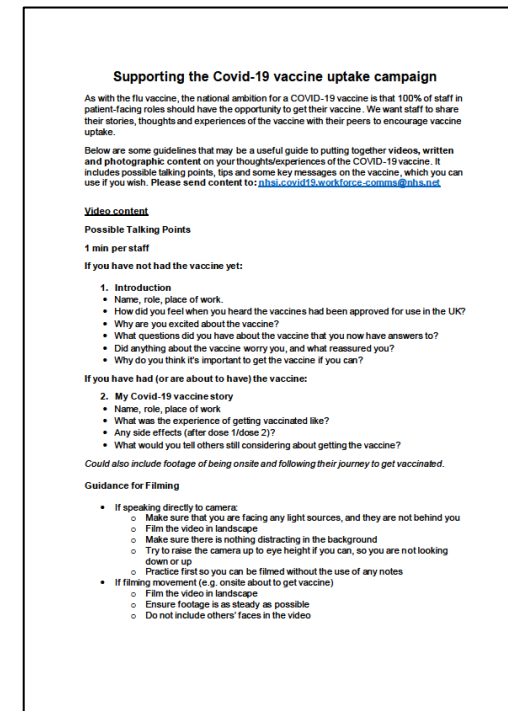 Supporting the Covid-19 vaccine uptake campaign
As with the flu vaccine, the national ambition for a COVID-19 vaccine is that 100% of staff in
patient-facing roles should have the opportunity to get their vaccine. We want staff to share
their stories, thoughts and experiences of the vaccine with their peers to encourage vaccine
uptake.
Below are some guidelines that may be a useful guide to putting together videos, written
and photographic content on your thoughts/experiences of the COVID-19 vaccine. It
includes possible talking points, tips and some key messages on the vaccine, which you can
use if you wish. Please send content to: nhsi.covid19.workforce-comms@nhs.net
Video content
Possible Talking Points
1 min per staff
If you have not had the vaccine yet:
1. Introduction
• Name, role, place of work.
• How did you feel when you heard the vaccines had been approved for use in the UK?
• Why are you excited about the vaccine?
• What questions did you have about the vaccine that you now have answers to?
• Did anything about the vaccine worry you, and what reassured you?
• Why do you think it's important to get the vaccine if you can?
If you have had (or are about to have) the vaccine:
2. My Covid-19 vaccine story
• Name, role, place of work
• What was the experience of getting vaccinated like?
• Any side effects (after dose 1/dose 2)?
• What would you tell others still considering about getting the vaccine?
Could also include footage of being onsite and following their journey to get vaccinated.
Guidance for Filming
• If speaking directly to camera:
o Make sure that you are facing any light sources, and they are not behind you
o Film the video in landscape
o Make sure there is nothing distracting in the background
o Try to raise the camera up to eye height if you can, so you are not looking
down or up
o Practice first so you can be filmed without the use of any notes
• If filming movement (e.g. onsite about to get vaccine)
o Film the video in landscape
o Ensure footage is as steady as possible
o Do not include others' faces in the video